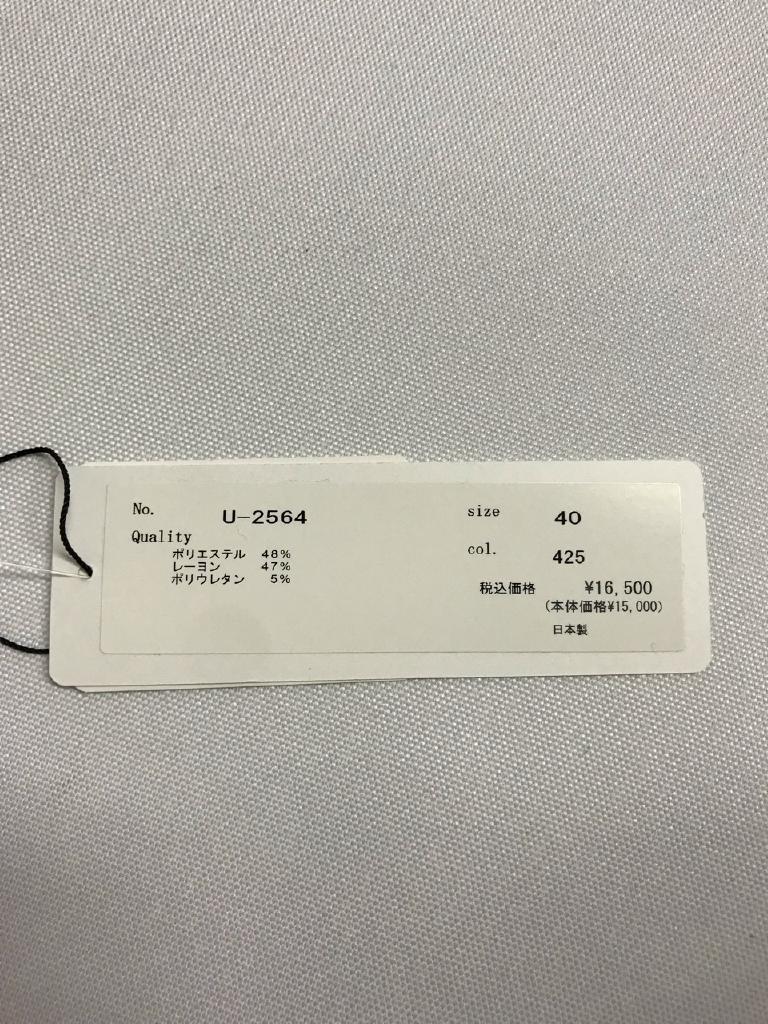 No. U-2564
Quality
ポリエステル 48%
レーヨン 47%
ポリウレタン 5%
size 40
col. 425
税込価格 ¥16,500
(本体価格¥15,000)
日本製